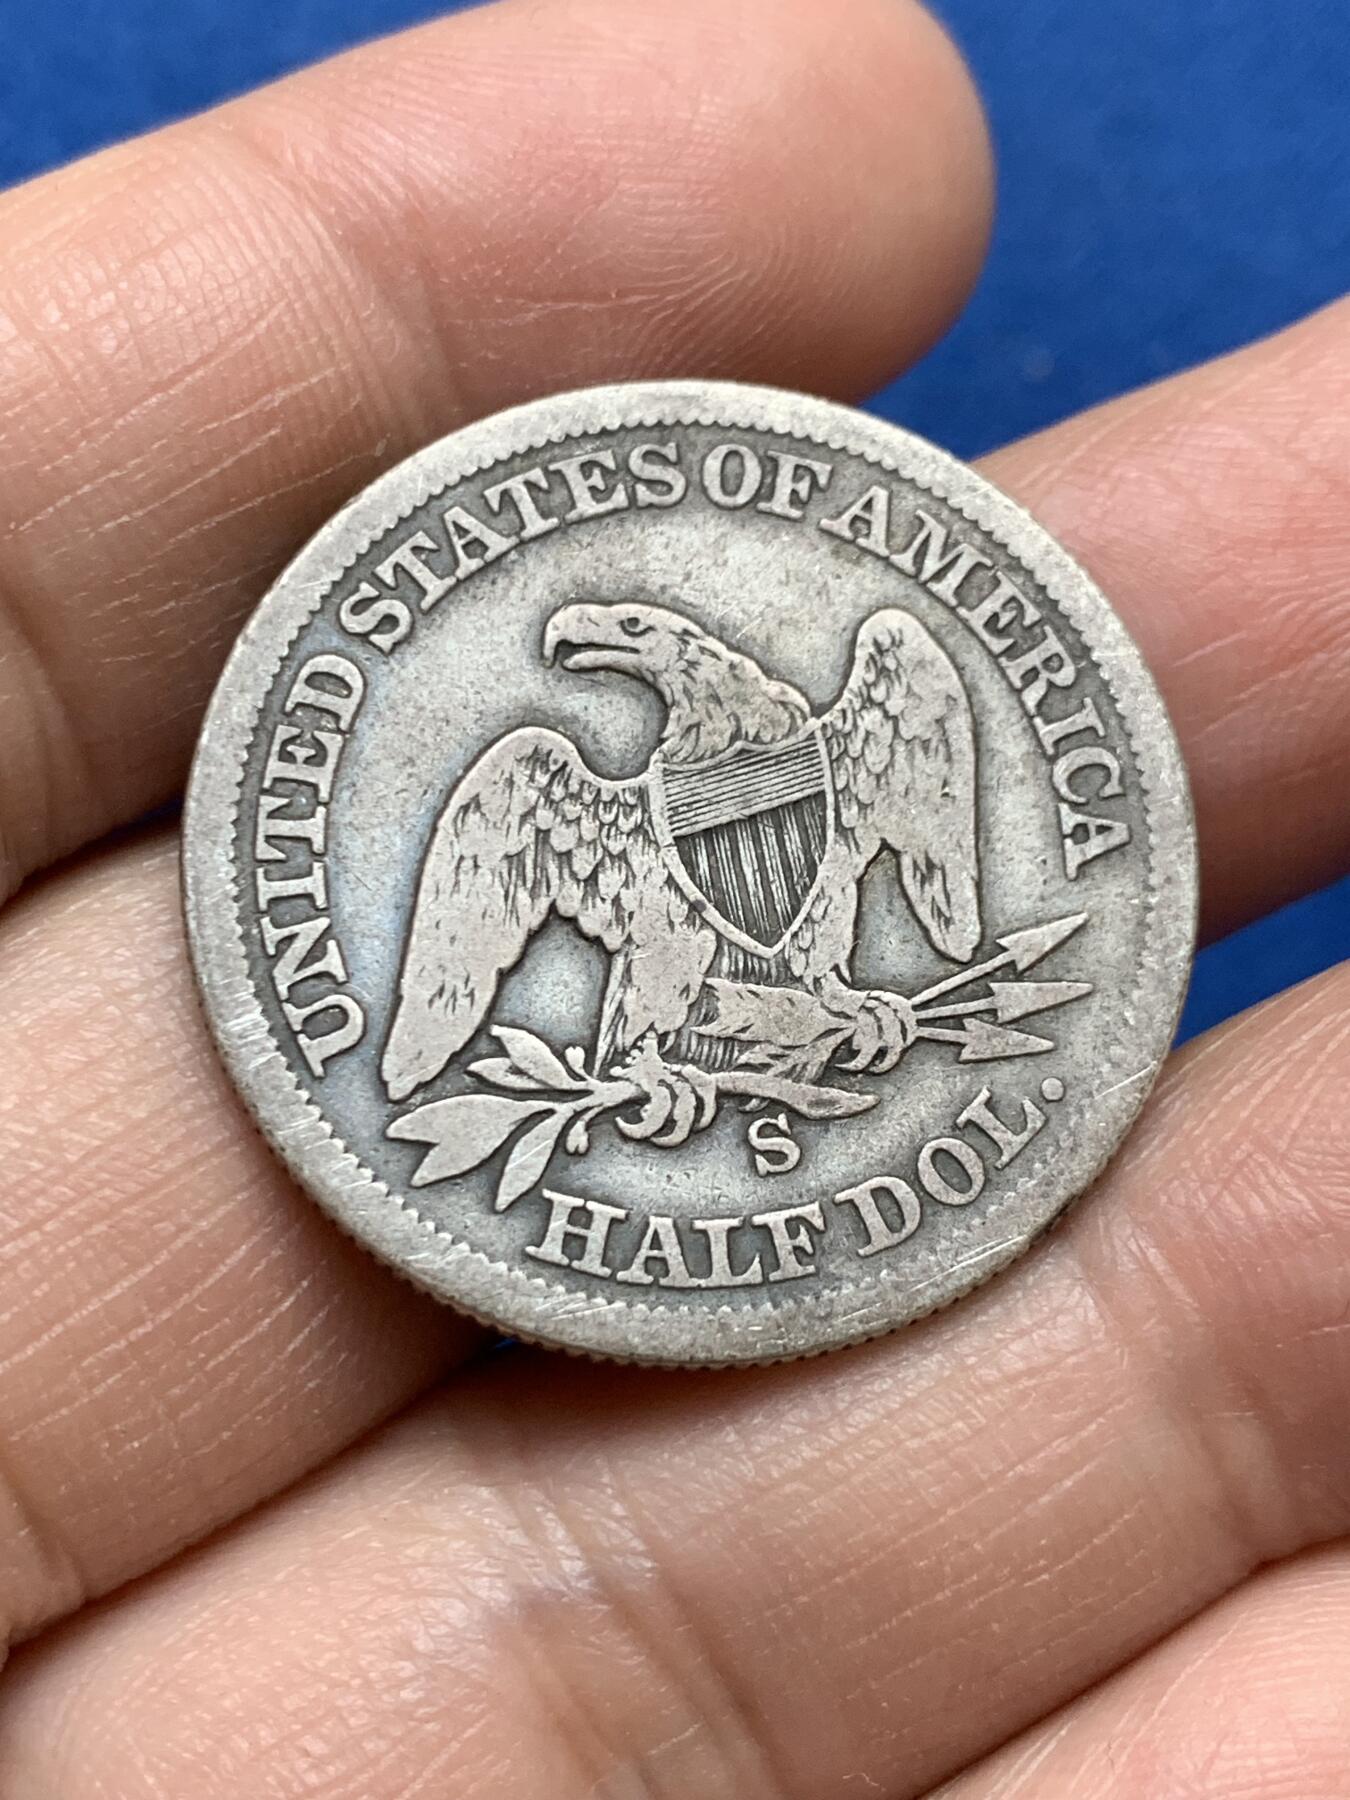 UNITED STATES OF AMERICA
S
HALF DOL.